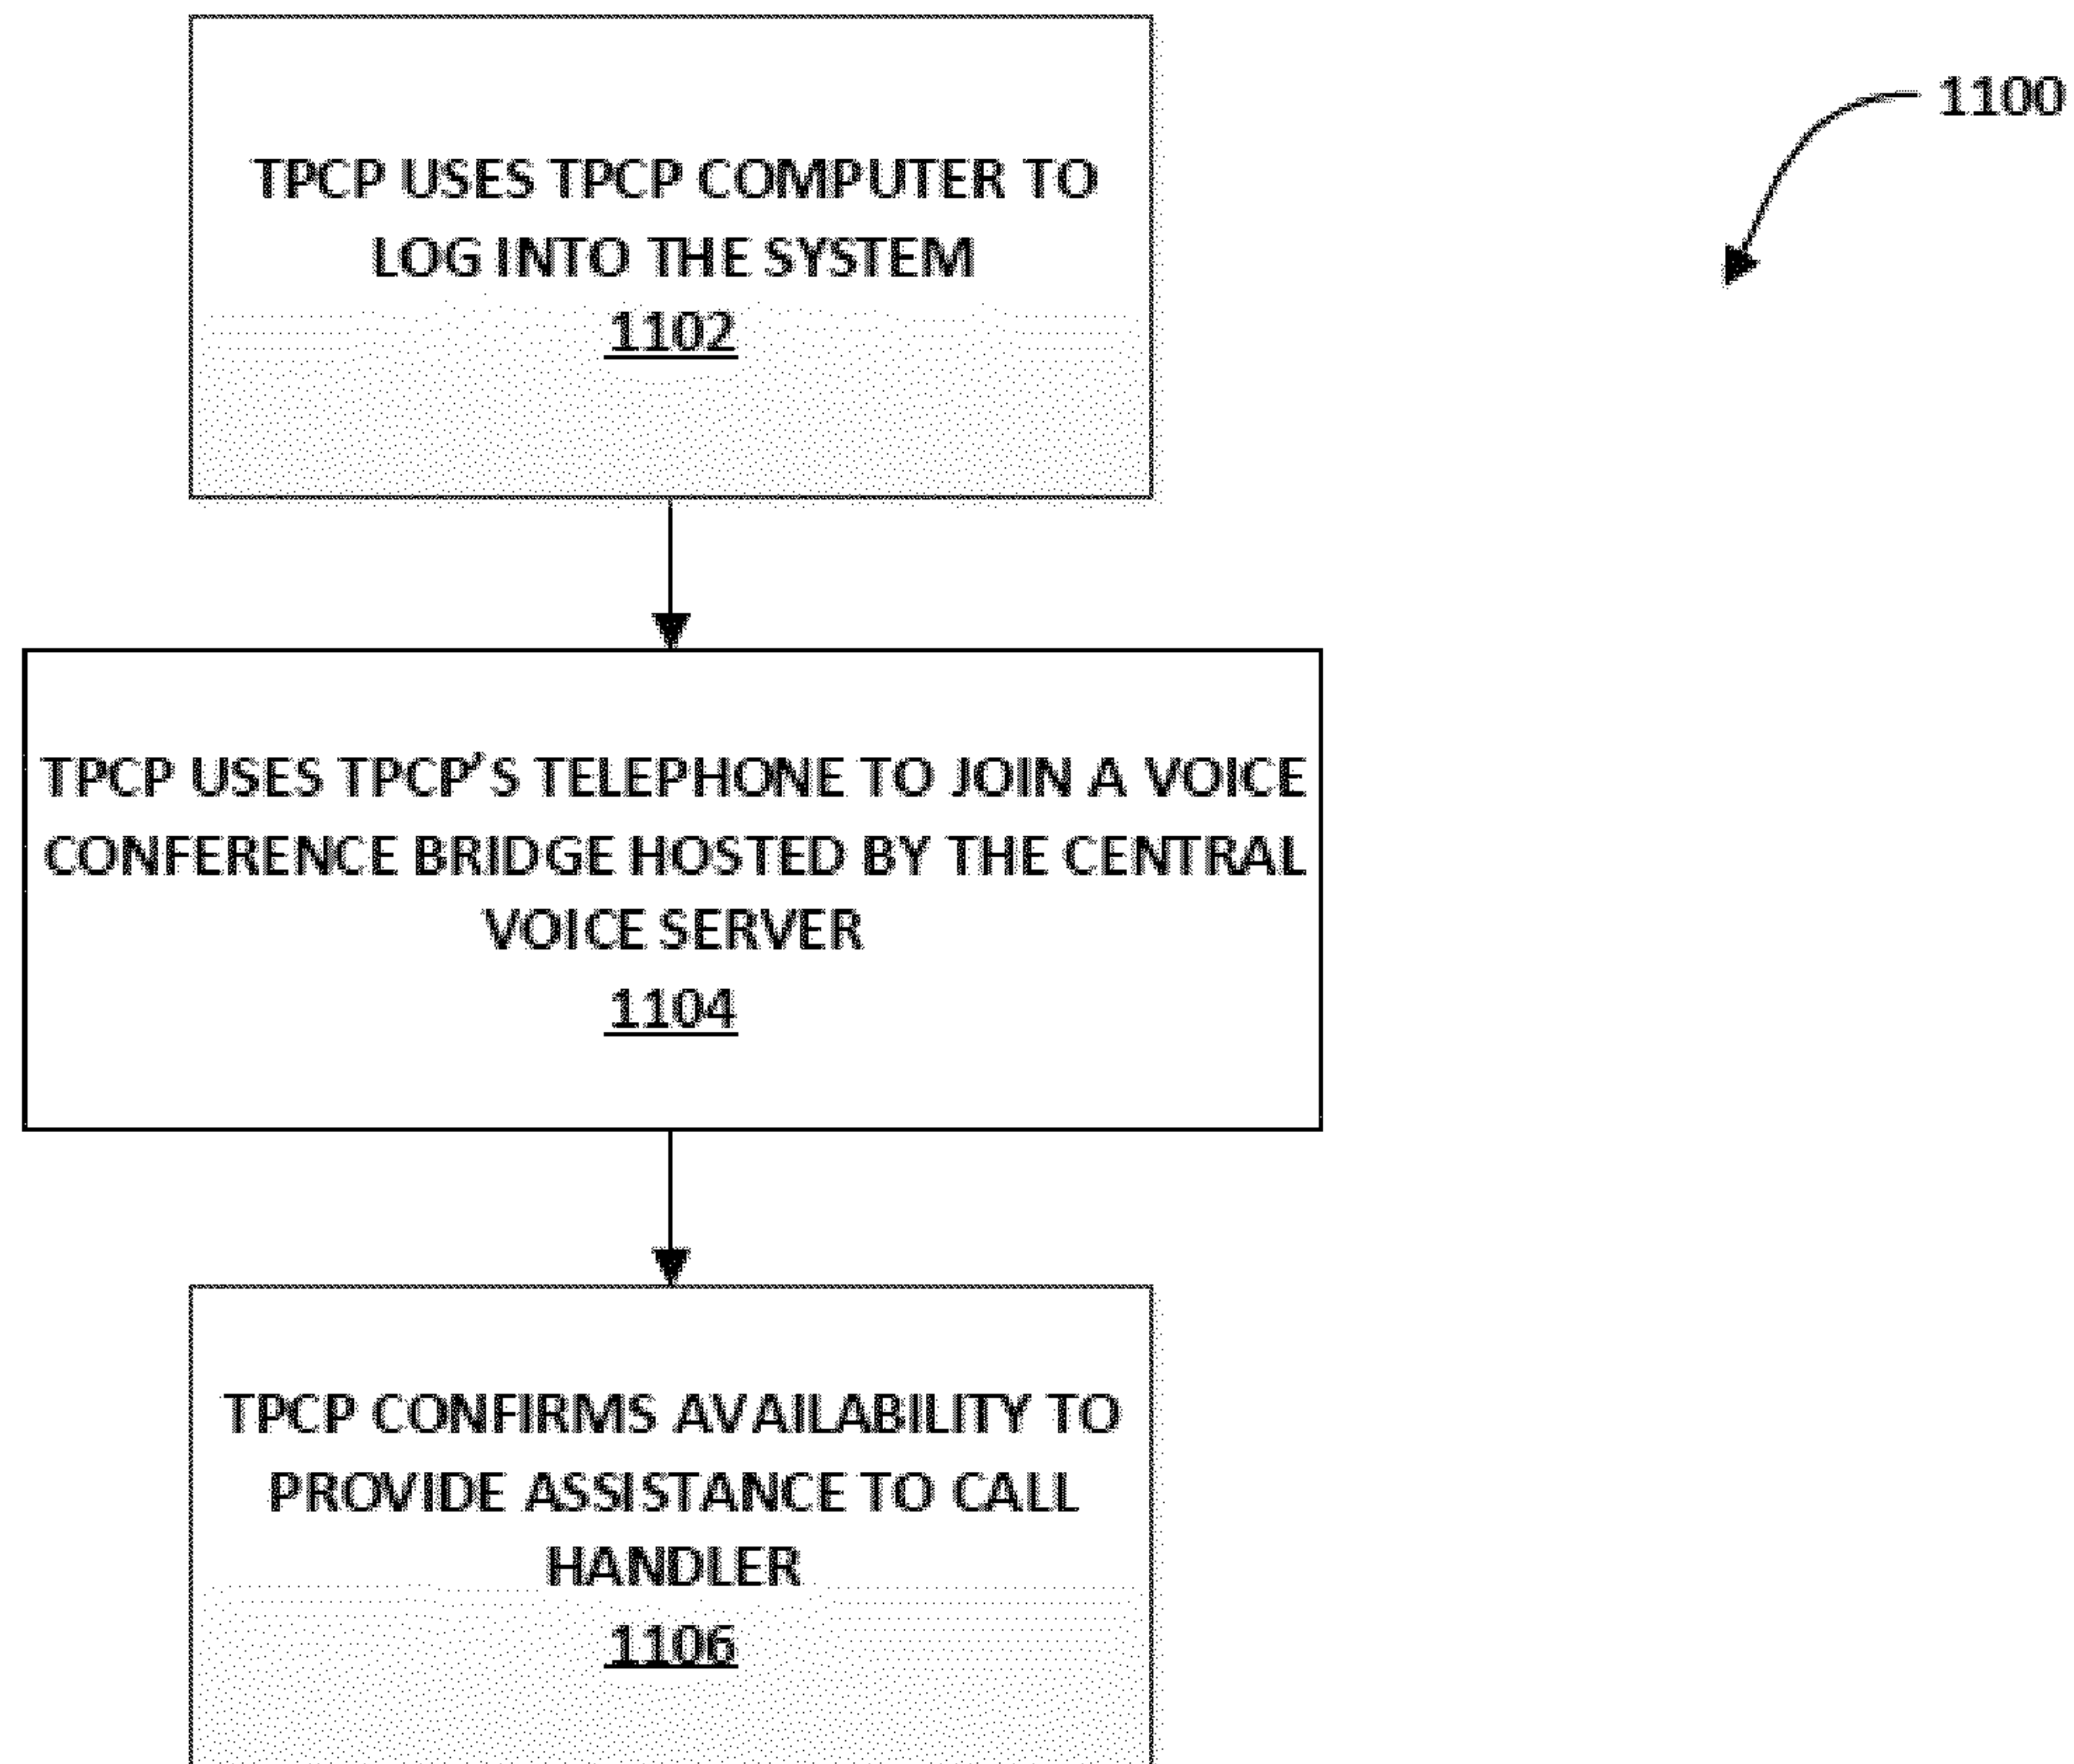 TPCP USES TPCP COMPUTER TO
LOG INTO THE SYSTEM
1102
1100
TPCP USES TPCP'S TELEPHONE TO JOIN A VOICE
CONFERENCE BRIDGE HOSTED BY THE CENTRAL
VOICE SERVER
1104
TPCP CONFIRMS AVAILABILITY TO
PROVIDE ASSISTANCE TO CALL
HANDLER
1106